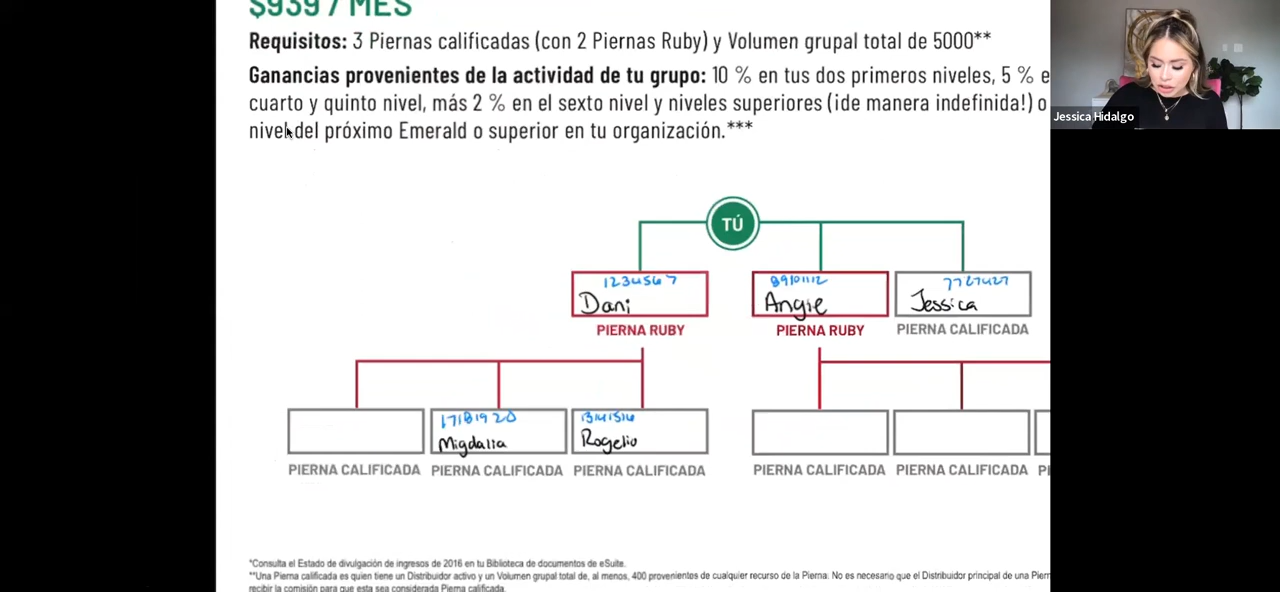 $939 / MES
Requisitos: 3 Piernas calificadas (con 2 Piernas Ruby) y Volumen grupal total de 5000**
Ganancias provenientes de la actividad de tu grupo: 10 % en tus dos primeros niveles, 5 % e
cuarto y quinto nivel, más 2 % en el sexto nivel y niveles superiores (¡de manera indefinida!) o
nivel del próximo Emerald o superior en tu organización.***
Jessica Hidalgo
TÚ
1234567
Dani
PIERNA RUBY
89101112
Angie
PIERNA RUBY
7767427
Jessica
PIERNA CALIFICADA
PIERNA CALIFICADA
17181920
Migdalia
PIERNA CALIFICADA
13141516
Rogelio
PIERNA CALIFICADA
PIERNA CALIFICADA
PIERNA CALIFICADA
PI
*Consulta el Estado de divulgación de ingresos de 2016 en tu Biblioteca de documentos de eSuite.
**Una Pierna calificada es quien tiene un Distribuidor activo y un Volumen grupal total de, al menos, 400 provenientes de cualquier recurso de la Pierna. No es necesario que el Distribuidor principal de una Pierr
recibir la comisión para que esta sea considerada Pierna calificada.